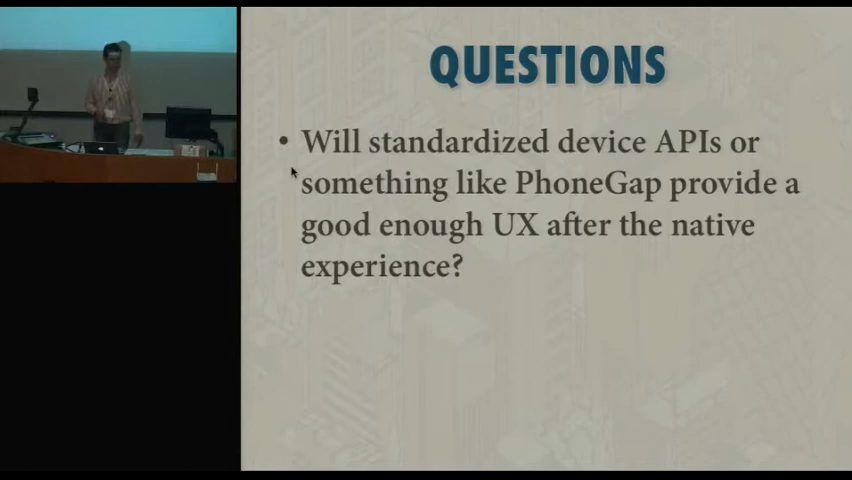 QUESTIONS
• Will standardized device APIs or
something like PhoneGap provide a
good enough UX after the native
experience?